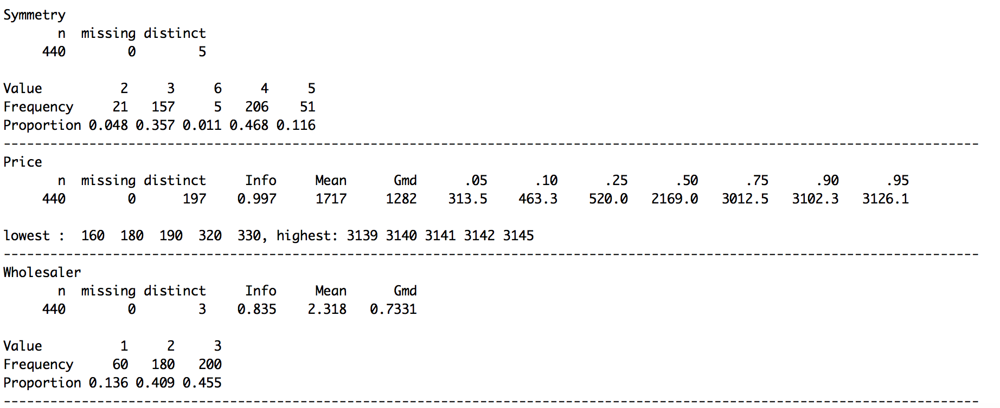 Symmetry
       n  missing distinct
     440        0        5

Value          2     3     6     4     5
Frequency     21   157     5   206    51
Proportion 0.048 0.357 0.011 0.468 0.116
-----------------------------------------------------------------------------------------------------------------------------
Price
       n  missing distinct     Info     Mean      Gmd      .05      .10      .25      .50      .75      .90      .95
     440        0      197    0.997     1717     1282    313.5    463.3    520.0   2169.0   3012.5   3102.3   3126.1

lowest :  160  180  190  320  330, highest: 3139 3140 3141 3142 3145
-----------------------------------------------------------------------------------------------------------------------------
Wholesaler
       n  missing distinct     Info     Mean      Gmd
     440        0        3    0.835    2.318   0.7331

Value          1     2     3
Frequency     60   180   200
Proportion 0.136 0.409 0.455
-----------------------------------------------------------------------------------------------------------------------------